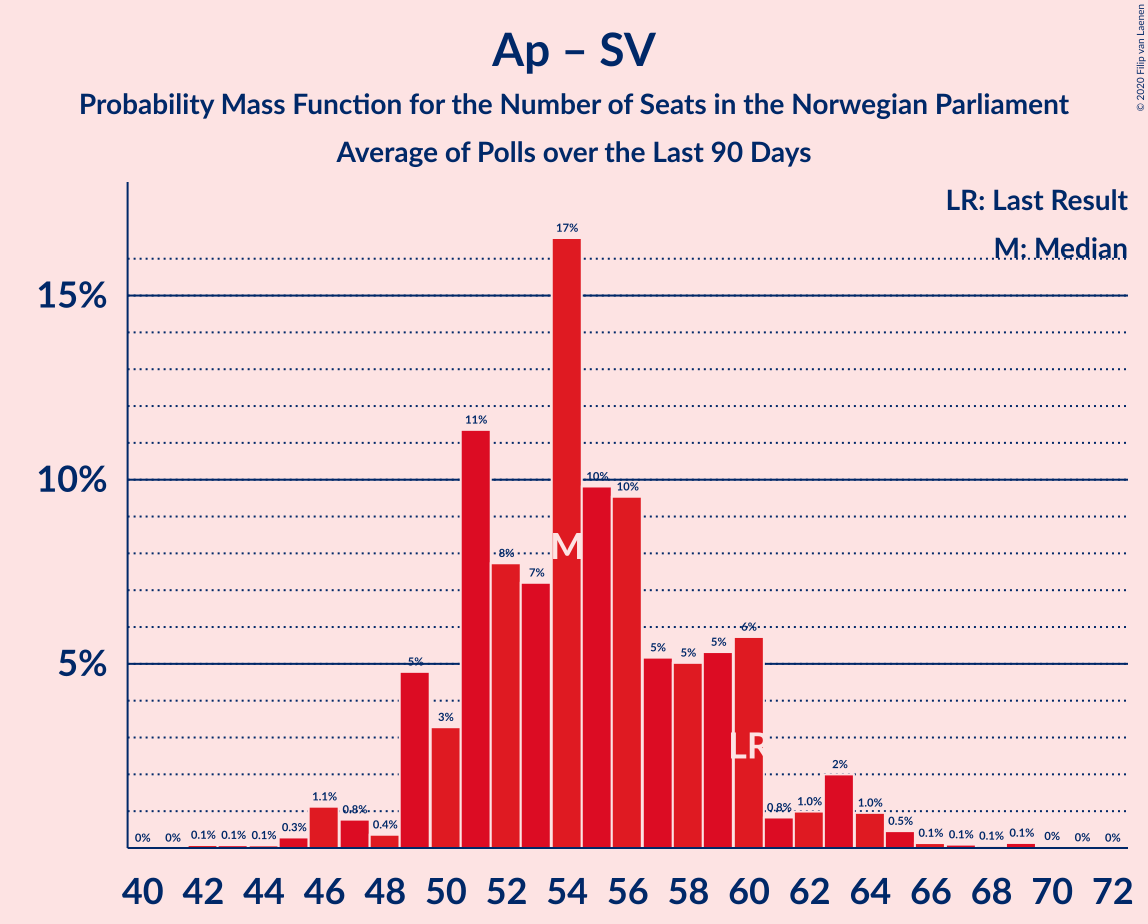 Ap – SV
Probability Mass Function for the Number of Seats in the Norwegian Parliament
Average of Polls over the Last 90 Days
© 2020 Filip van Laenen
LR: Last Result
M: Median
15%
10%
5%
0% 0% 0.1% 0.1% 0.1% 0.3% 1.1% 0.8% 0.4% 5% 3% 11% 8% 7% 17% 10% 10% 5% 5% 5% 6% 0.8% 1.0% 2% 1.0% 0.5% 0.1% 0.1% 0.1% 0.1% 0% 0% 0%
M
LR
40 42 44 46 48 50 52 54 56 58 60 62 64 66 68 70 72